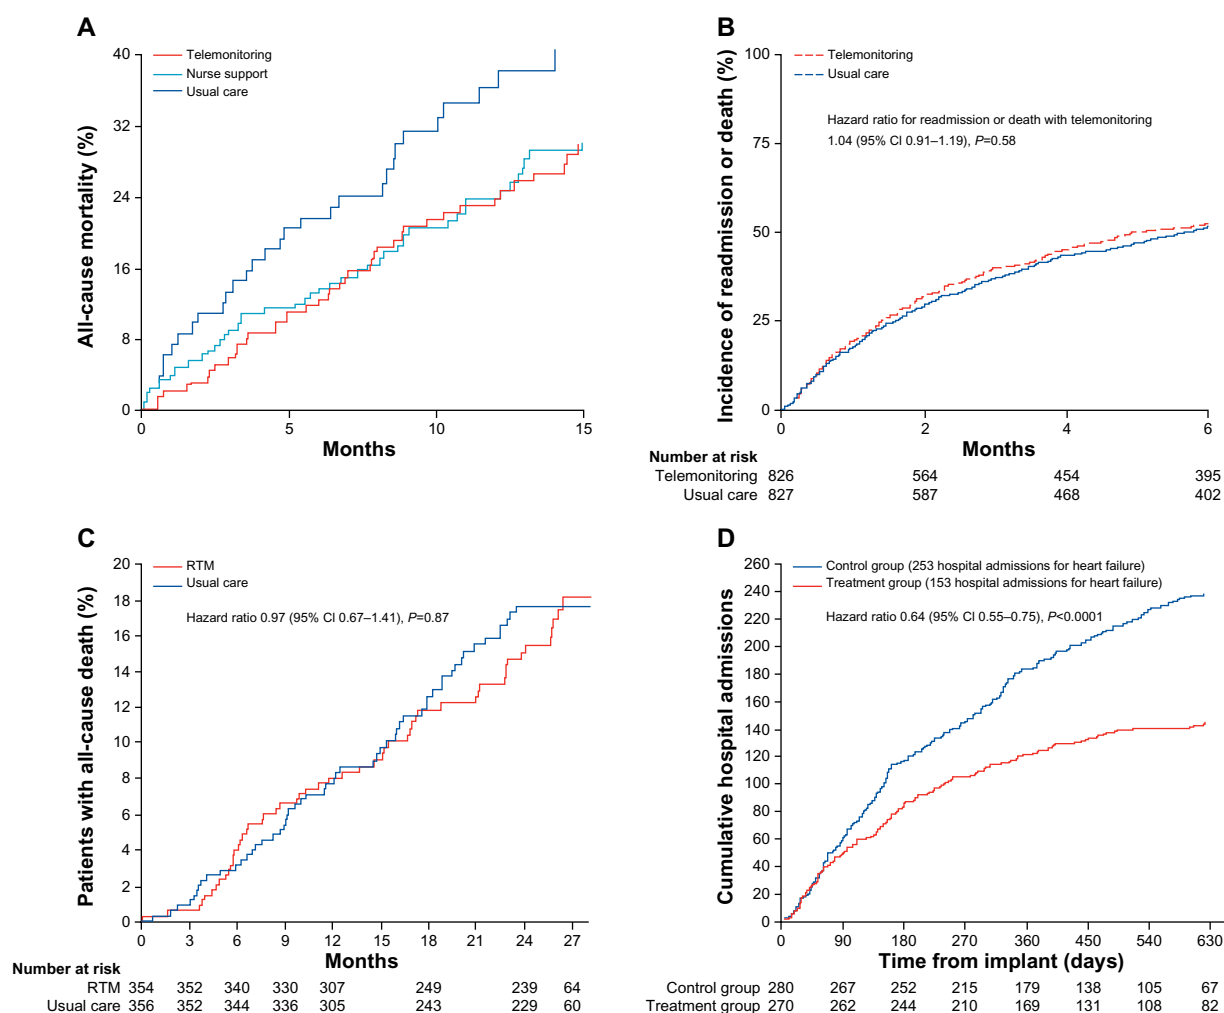 A
Telemonitoring
Nurse support
Usual care
All-cause mortality (%)
40
32
24
16
8
0
0 5 10 15
Months
B
Telemonitoring
Usual care
Hazard ratio for readmission or death with telemonitoring
1.04 (95% CI 0.91–1.19), P=0.58
Incidence of readmission or death (%)
100
75
50
25
0
0 2 4 6
Months
Number at risk
Telemonitoring 826 564 454 395
Usual care 827 587 468 402
C
RTM
Usual care
Hazard ratio 0.97 (95% CI 0.67–1.41), P=0.87
Patients with all-cause death (%)
20
18
16
14
12
10
8
6
4
2
0
0 3 6 9 12 15 18 21 24 27
Months
Number at risk
RTM 354 352 340 330 307 249 239 64
Usual care 356 352 344 336 305 243 229 60
D
Control group (253 hospital admissions for heart failure)
Treatment group (153 hospital admissions for heart failure)
Hazard ratio 0.64 (95% CI 0.55–0.75), P<0.0001
Cumulative hospital admissions
260
240
220
200
180
160
140
120
100
80
60
40
20
0
0 90 180 270 360 450 540 630
Time from implant (days)
Control group 280 267 252 215 179 138 105 67
Treatment group 270 262 244 210 169 131 108 82